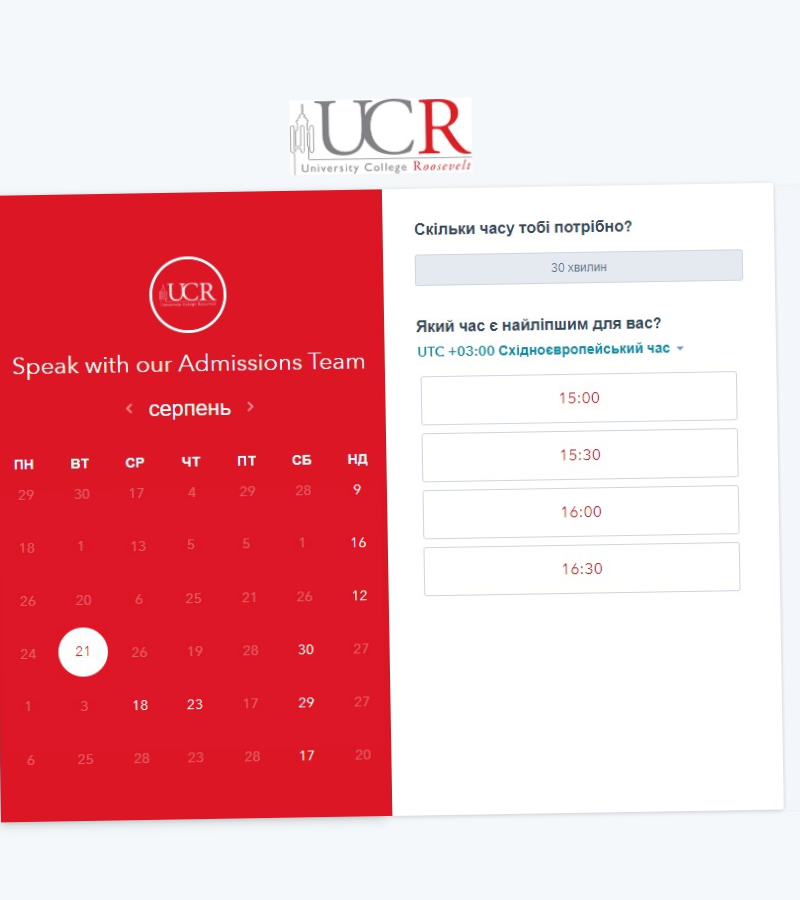 UCR
University College Roosevelt
UCR
Speak with our Admissions Team
серпень
ПН ВТ СР ЧТ ПТ СБ НД
29 30 17 4 29 28 9
18 1 13 5 5 1 16
26 20 6 25 21 26 12
24 21 26 19 28 30 27
1 3 18 23 17 29 27
6 25 28 23 28 17 20
Скільки часу тобі потрібно?
30 хвилин
Який час є найліпшим для вас?
UTC +03:00 Східноєвропейський час
15:00
15:30
16:00
16:30